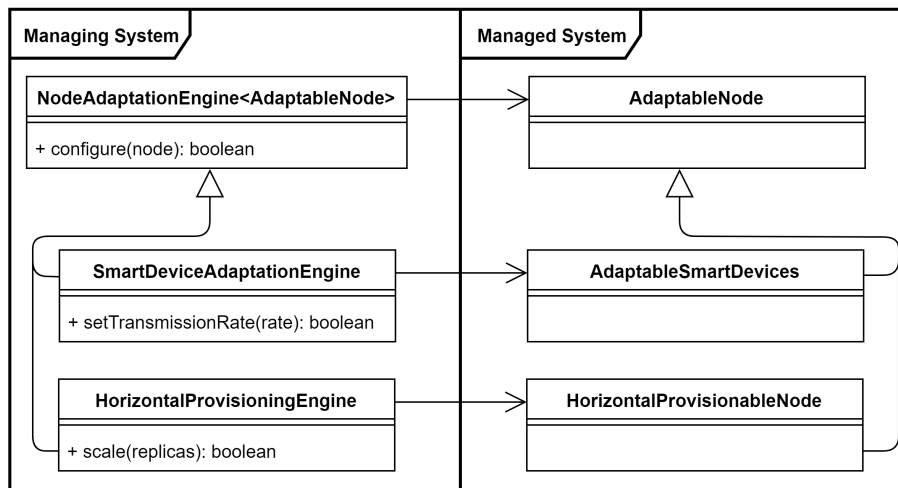 Managing System
Managed System
NodeAdaptationEngine<AdaptableNode>
+ configure(node): boolean
AdaptableNode
SmartDeviceAdaptationEngine
+ setTransmissionRate(rate): boolean
AdaptableSmartDevices
HorizontalProvisioningEngine
+ scale(replicas): boolean
HorizontalProvisionableNode